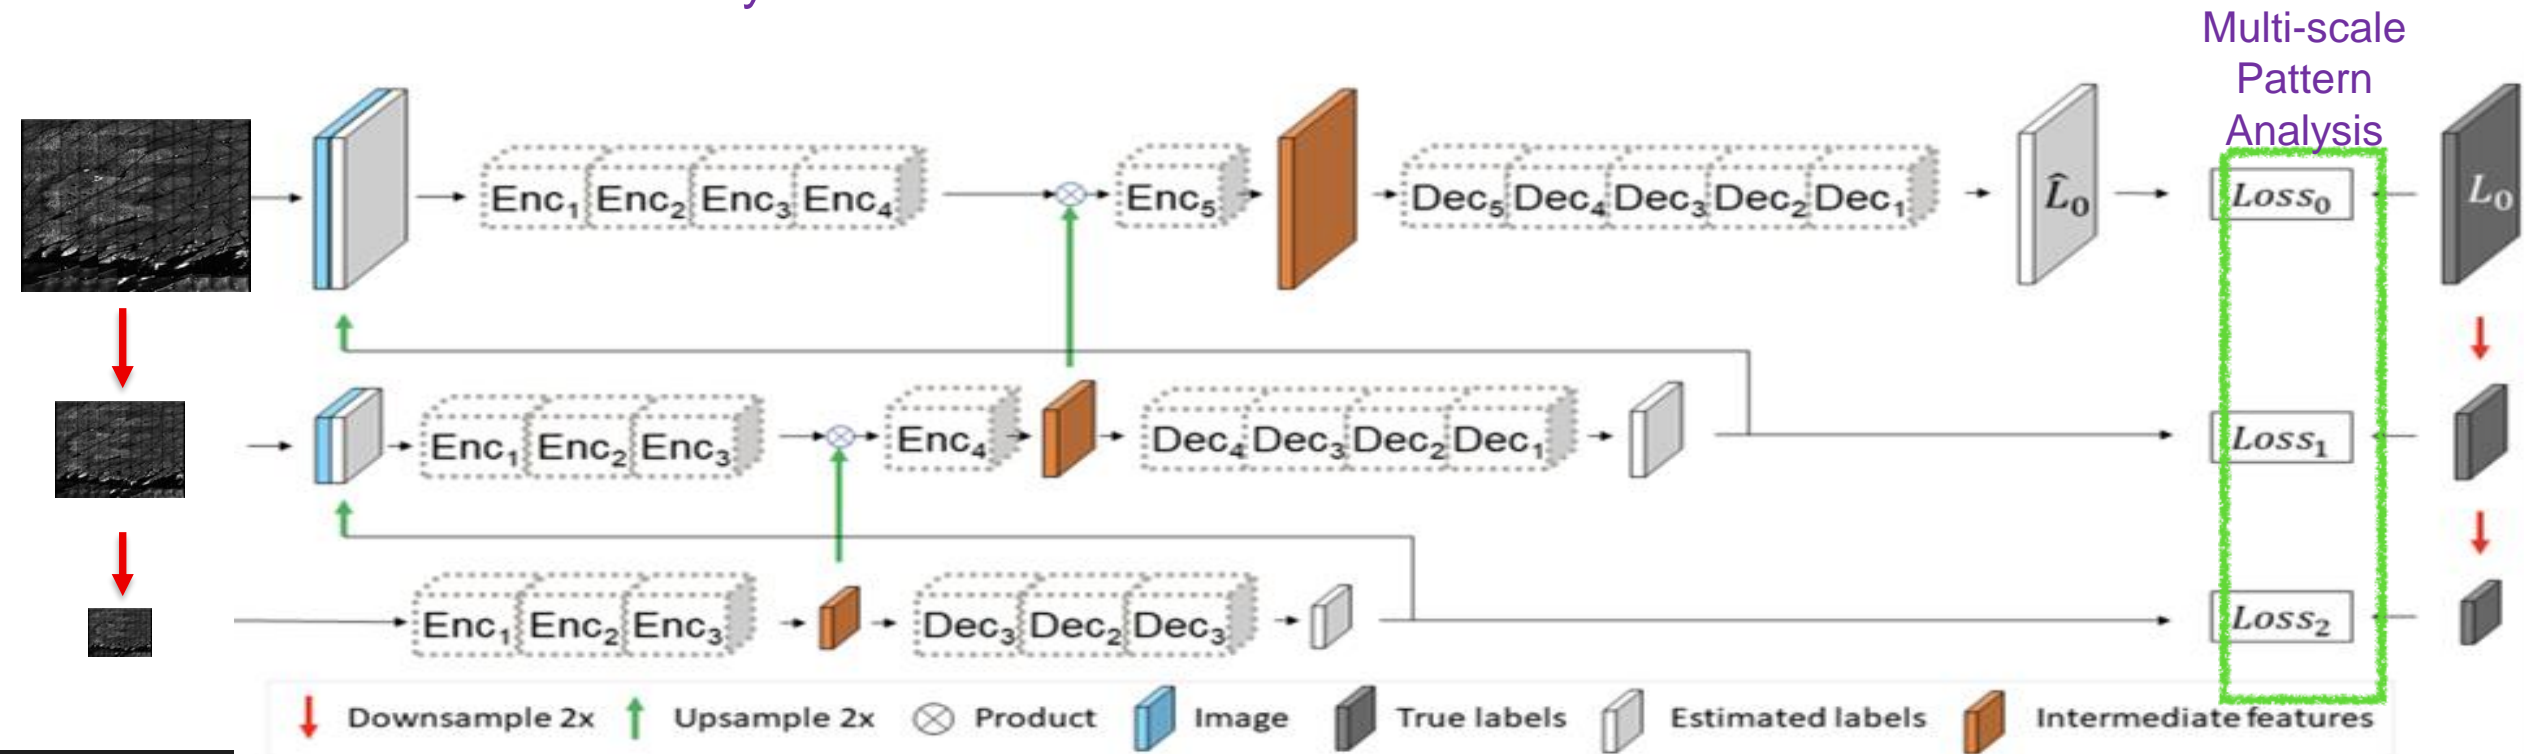 y
Multi-scale
Pattern
Analysis
Enc₁ Enc₂ Enc₃ Enc₄ Enc₅ Dec₅ Dec₄ Dec₃ Dec₂ Dec₁ L̂₀ Loss₀ L₀
Enc₁ Enc₂ Enc₃ Enc₄ Dec₄ Dec₃ Dec₂ Dec₁ Loss₁
Enc₁ Enc₂ Enc₃ Dec₃ Dec₂ Dec₃ Loss₂
Downsample 2x Upsample 2x Product Image True labels Estimated labels Intermediate features